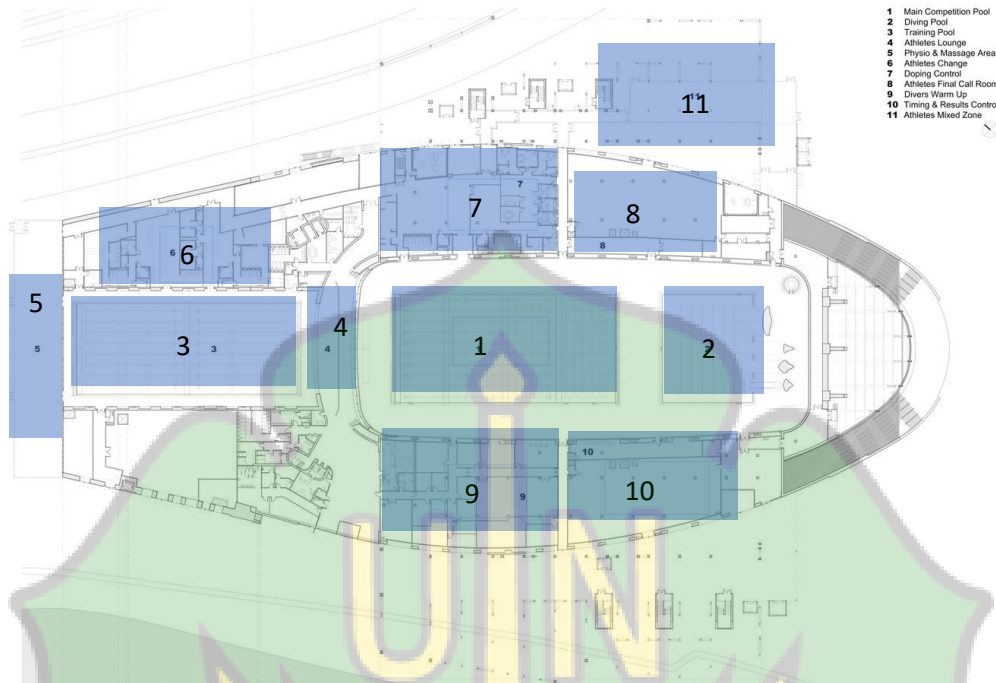 1 Main Competition Pool
2 Diving Pool
3 Training Pool
4 Athletes Lounge
5 Physio & Massage Area
6 Athletes Change
7 Doping Control
8 Athletes Final Call Room
9 Divers Warm Up
10 Timing & Results Contro
11 Athletes Mixed Zone
11
11
7
7
8
8
6
6
5
5
3
3
4
4
1
2
10
10
9
9
UIN